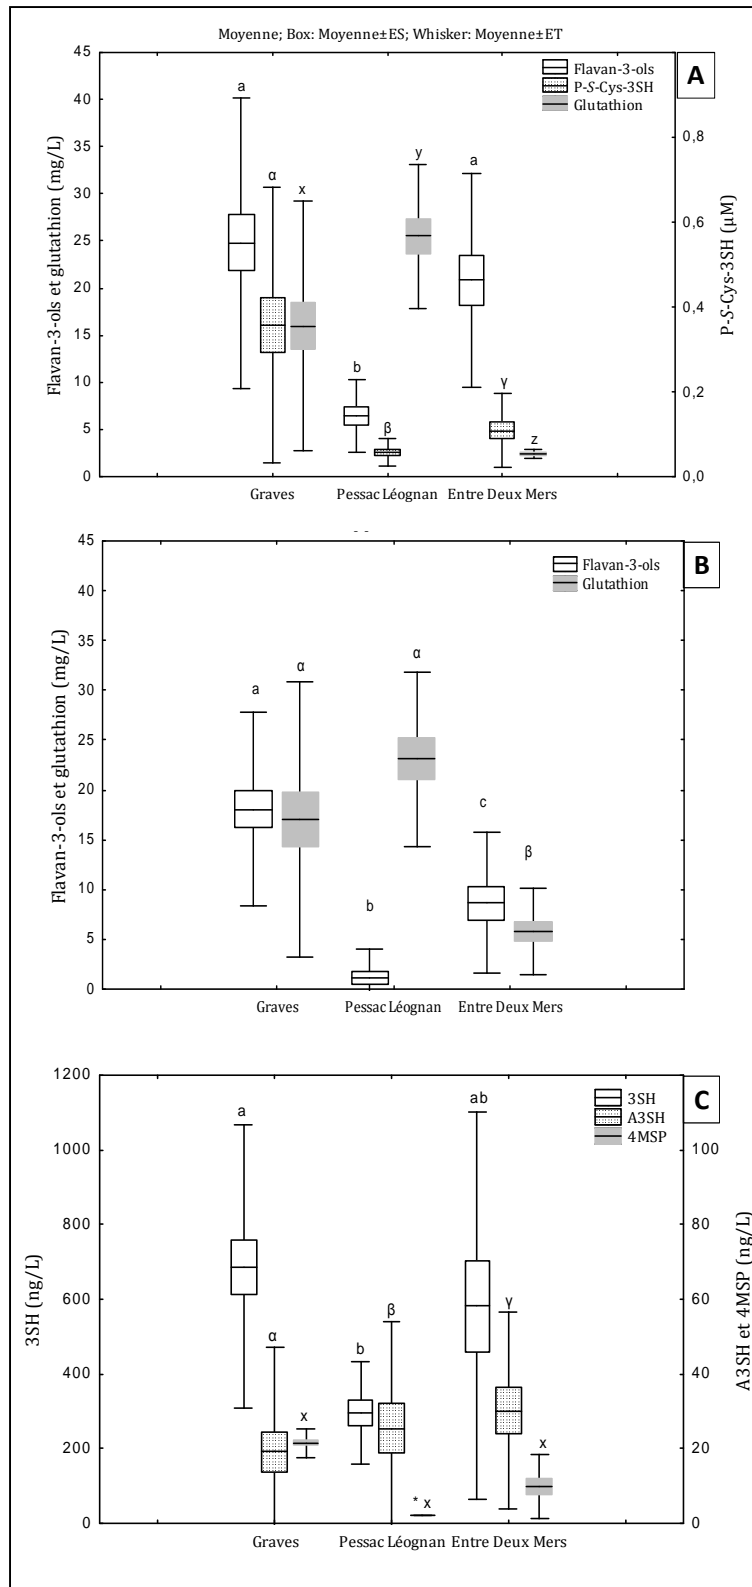 Moyenne; Box: Moyenne±ES; Whisker: Moyenne±ET
A
Flavan-3-ols
P-S-Cys-3SH
Glutathion
Flavan-3-ols et glutathion (mg/L)
P-S-Cys-3SH (µM)
45
40
35
30
25
20
15
10
5
0
0,8
0,6
0,4
0,2
0,0
a
α
x
b
β
y
a
γ
z
Graves Pessac Léognan Entre Deux Mers
B
Flavan-3-ols
Glutathion
Flavan-3-ols et glutathion (mg/L)
45
40
35
30
25
20
15
10
5
0
a
α
b
α
c
β
Graves Pessac Léognan Entre Deux Mers
C
3SH
A3SH
4MSP
3SH (ng/L)
A3SH et 4MSP (ng/L)
1200
1000
800
600
400
200
0
100
80
60
40
20
0
a
α
x
b
β
* x
ab
γ
x
Graves Pessac Léognan Entre Deux Mers